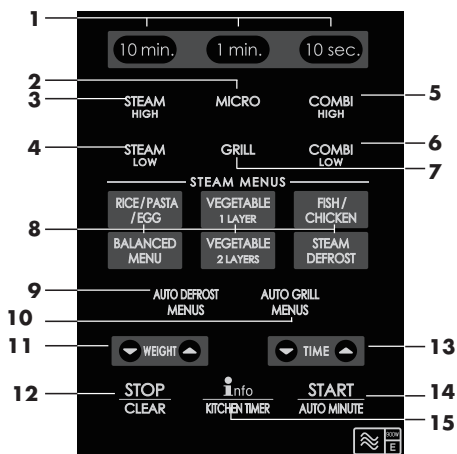 1
10 min.
1 min.
10 sec.
2
3
STEAM
HIGH
MICRO
COMBI
HIGH
5
4
STEAM
LOW
GRILL
COMBI
LOW
6
7
STEAM MENUS
RICE / PASTA
/ EGG
VEGETABLE
1 LAYER
FISH /
CHICKEN
8
BALANCED
MENU
VEGETABLE
2 LAYERS
STEAM
DEFROST
9
AUTO DEFROST
MENUS
AUTO GRILL
MENUS
10
11
WEIGHT
TIME
13
12
STOP
CLEAR
info
KITCHEN TIMER
START
AUTO MINUTE
14
15
900W
E